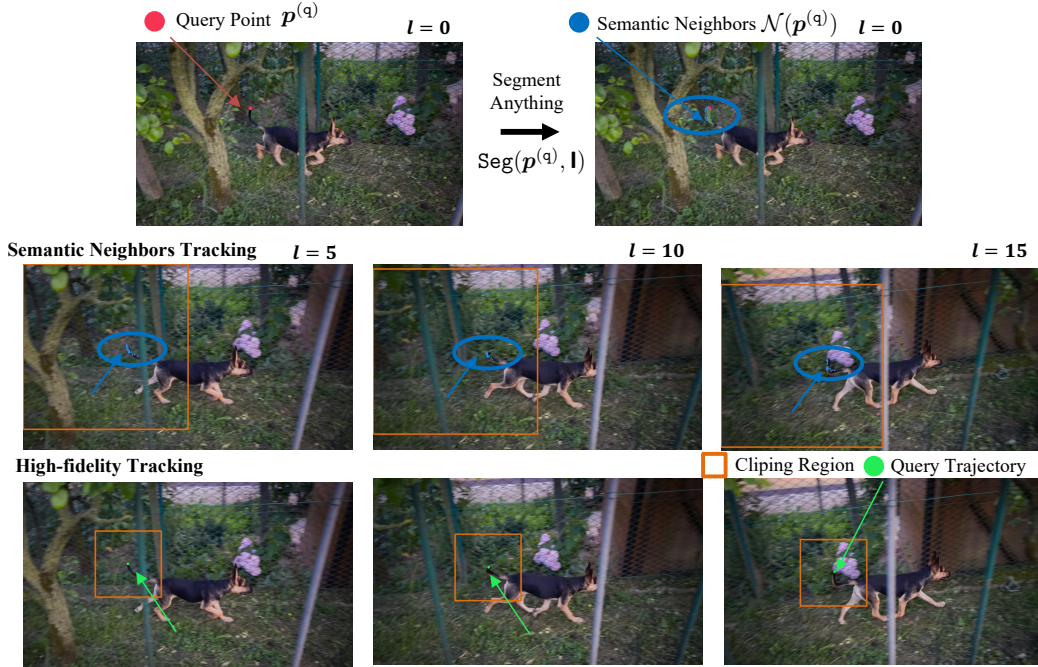 Query Point p^(q)
l = 0
Semantic Neighbors N(p^(q))
l = 0
Segment
Anything
Seg(p^(q), I)
Semantic Neighbors Tracking
l = 5
l = 10
l = 15
High-fidelity Tracking
Cliping Region
Query Trajectory